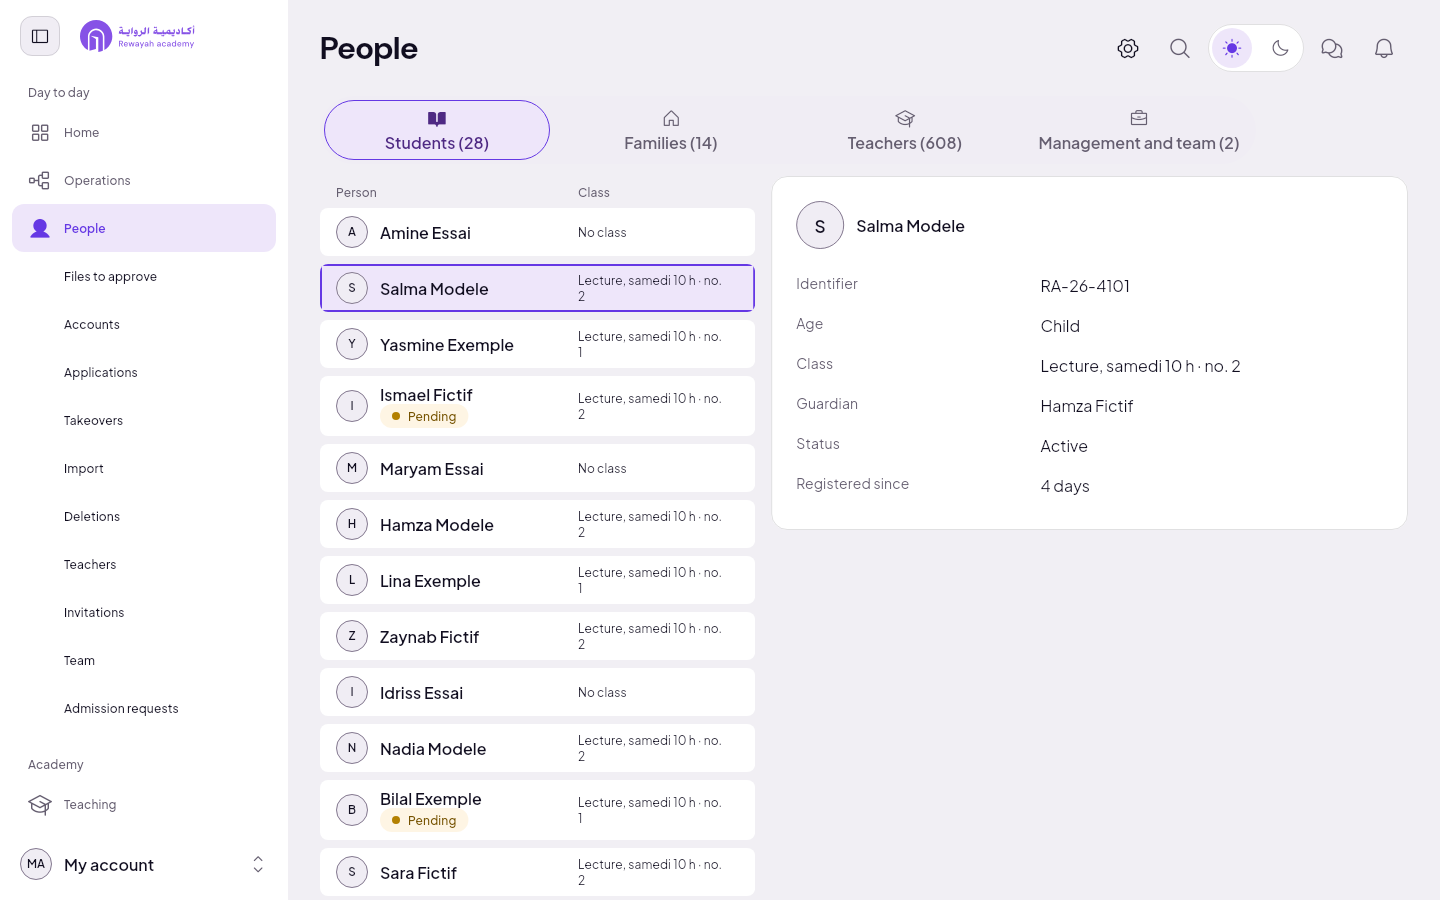 أكاديمية الرواية
Rewayah academy
Day to day
Home
Operations
People
Files to approve
Accounts
Applications
Takeovers
Import
Deletions
Teachers
Invitations
Team
Admission requests
Academy
Teaching
MA
My account
People
Students (28)
Families (14)
Teachers (608)
Management and team (2)
Person
Class
A
Amine Essai
No class
S
Salma Modele
Lecture, samedi 10 h · no.
2
Y
Yasmine Exemple
Lecture, samedi 10 h · no.
1
I
Ismael Fictif
Pending
Lecture, samedi 10 h · no.
2
M
Maryam Essai
No class
H
Hamza Modele
Lecture, samedi 10 h · no.
2
L
Lina Exemple
Lecture, samedi 10 h · no.
1
Z
Zaynab Fictif
Lecture, samedi 10 h · no.
2
I
Idriss Essai
No class
N
Nadia Modele
Lecture, samedi 10 h · no.
2
B
Bilal Exemple
Pending
Lecture, samedi 10 h · no.
1
S
Sara Fictif
Lecture, samedi 10 h · no.
2
S
Salma Modele
Identifier
RA-26-4101
Age
Child
Class
Lecture, samedi 10 h · no. 2
Guardian
Hamza Fictif
Status
Active
Registered since
4 days